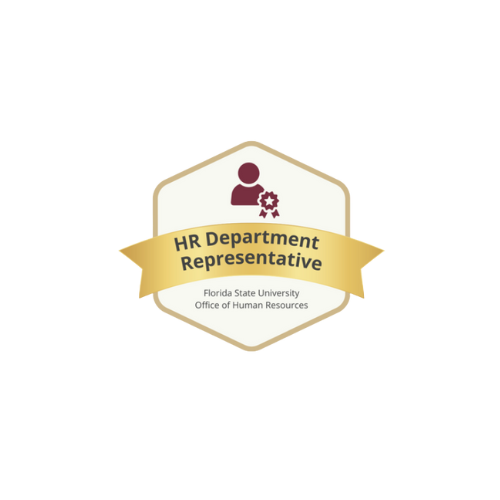 HR Department
Representative
Florida State University
Office of Human Resources